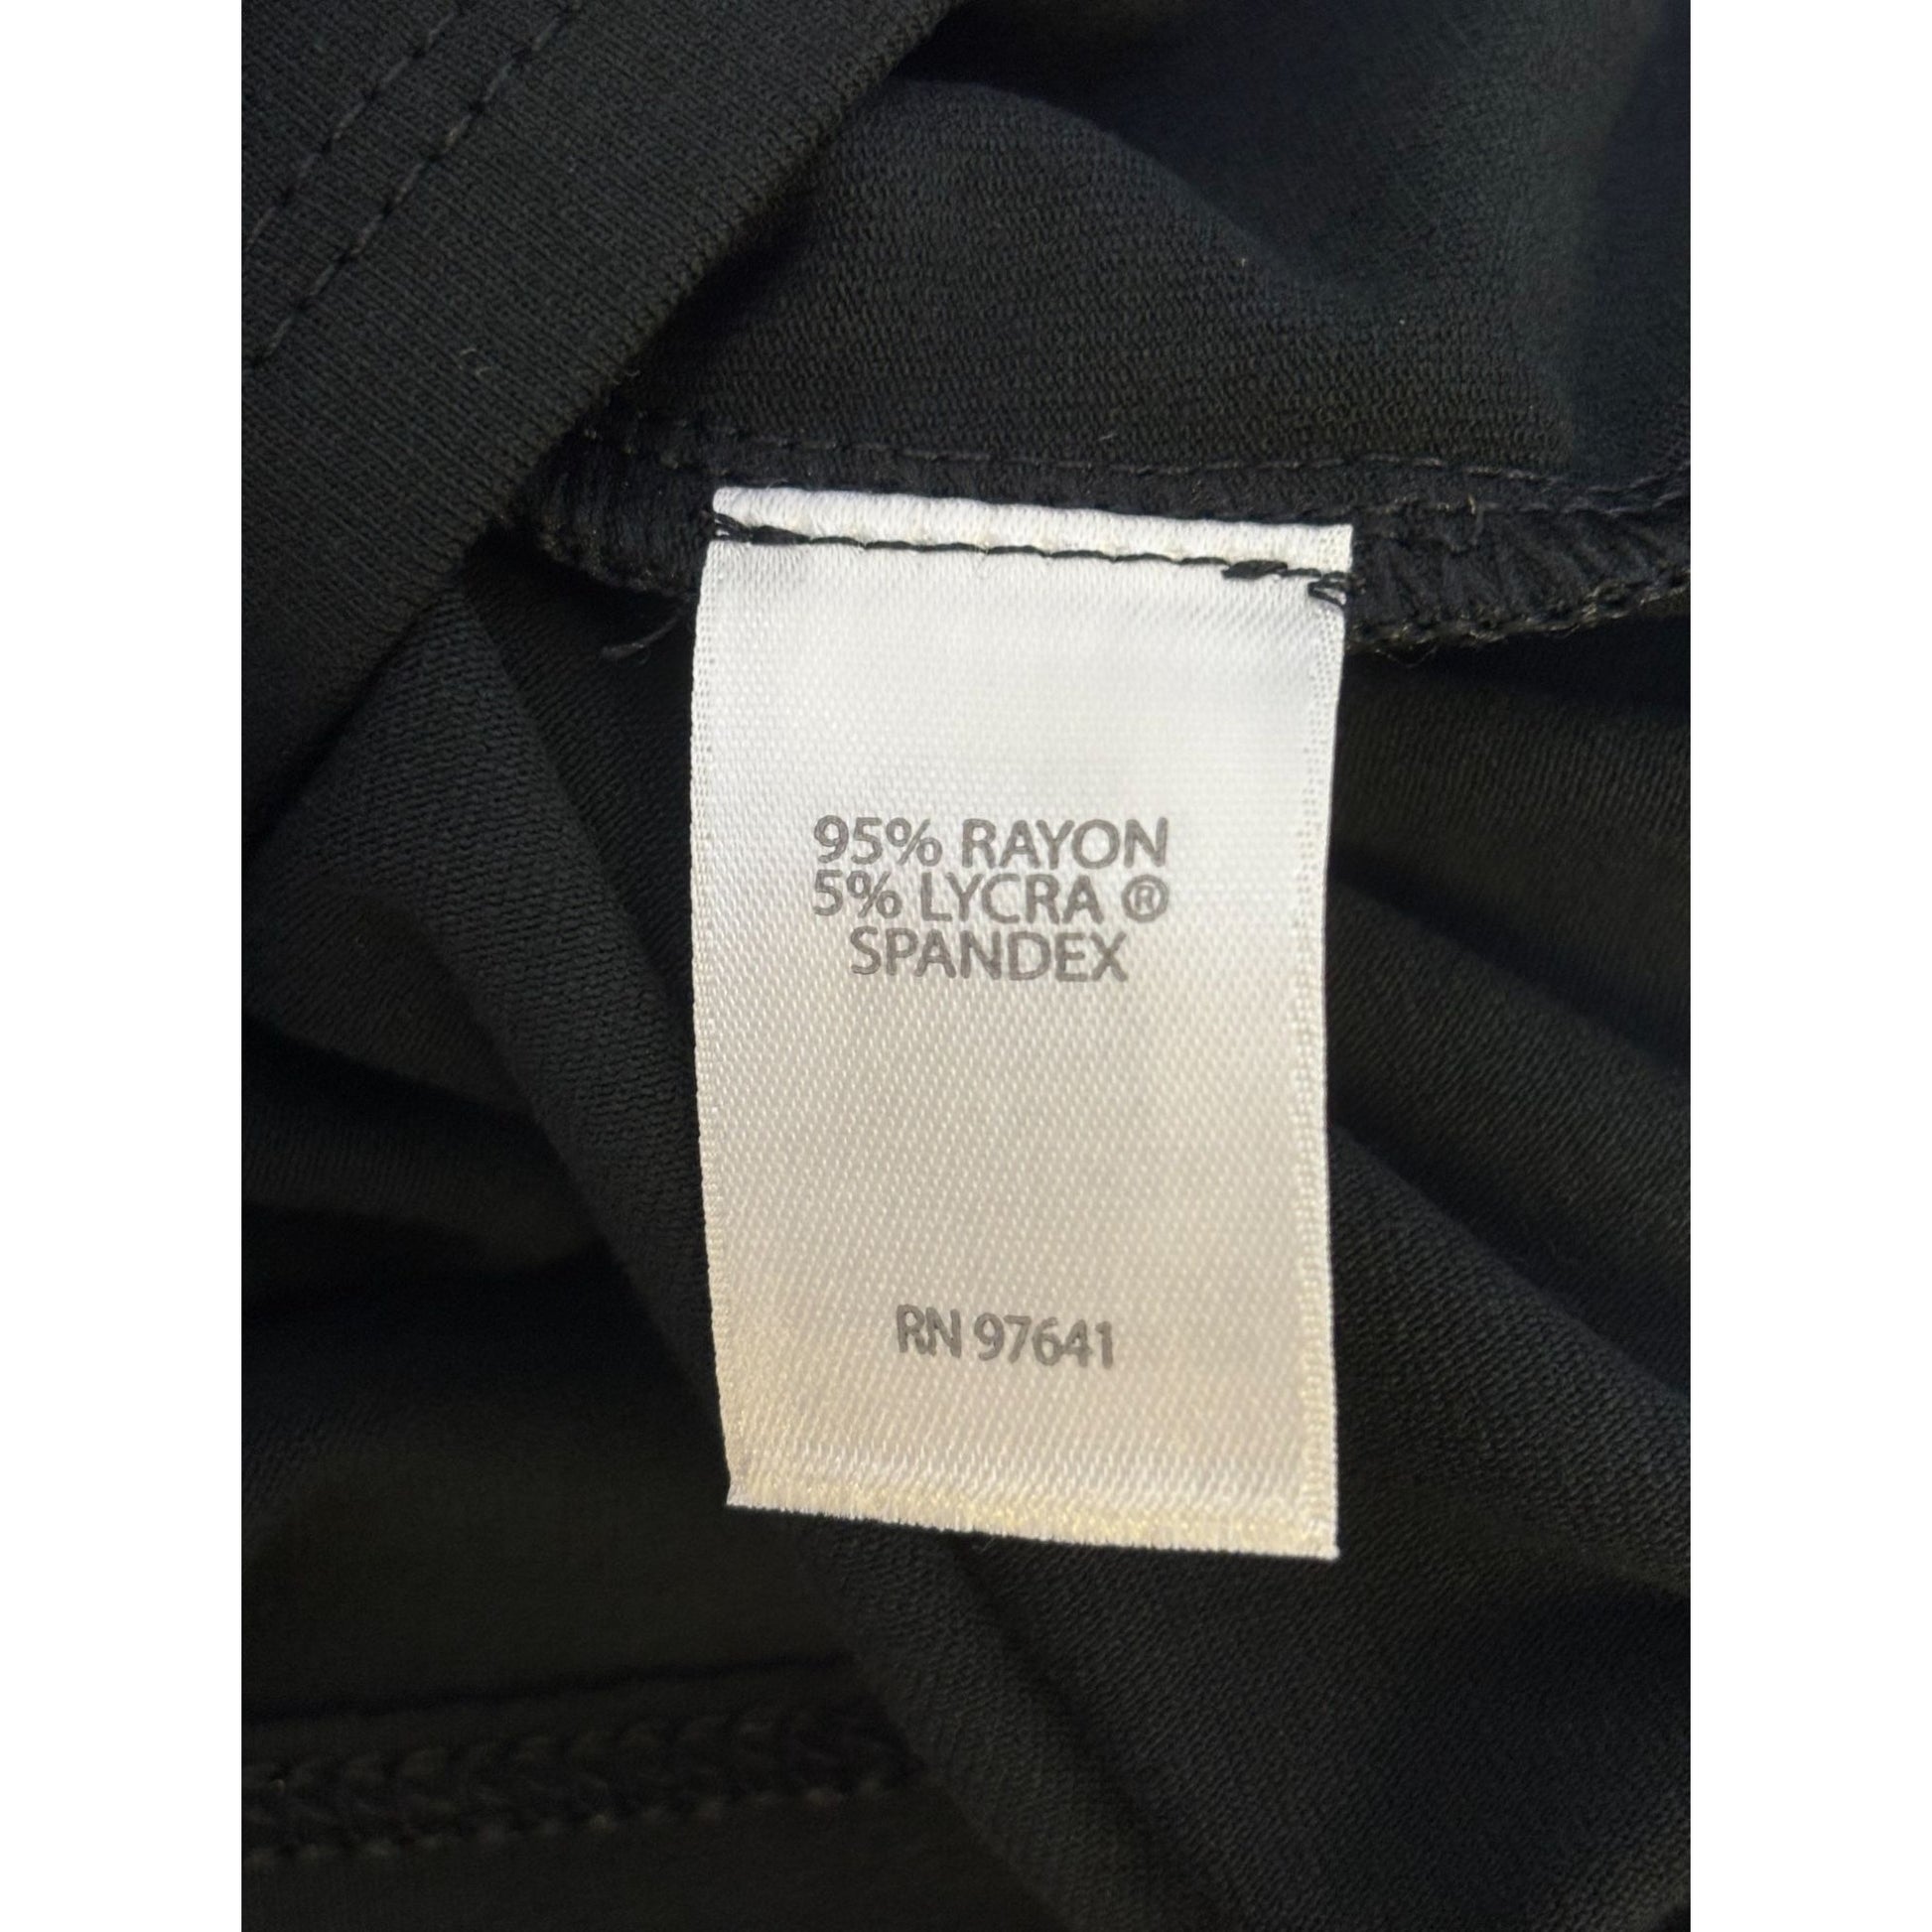 95% RAYON
5% LYCRA ®
SPANDEX
RN 97641